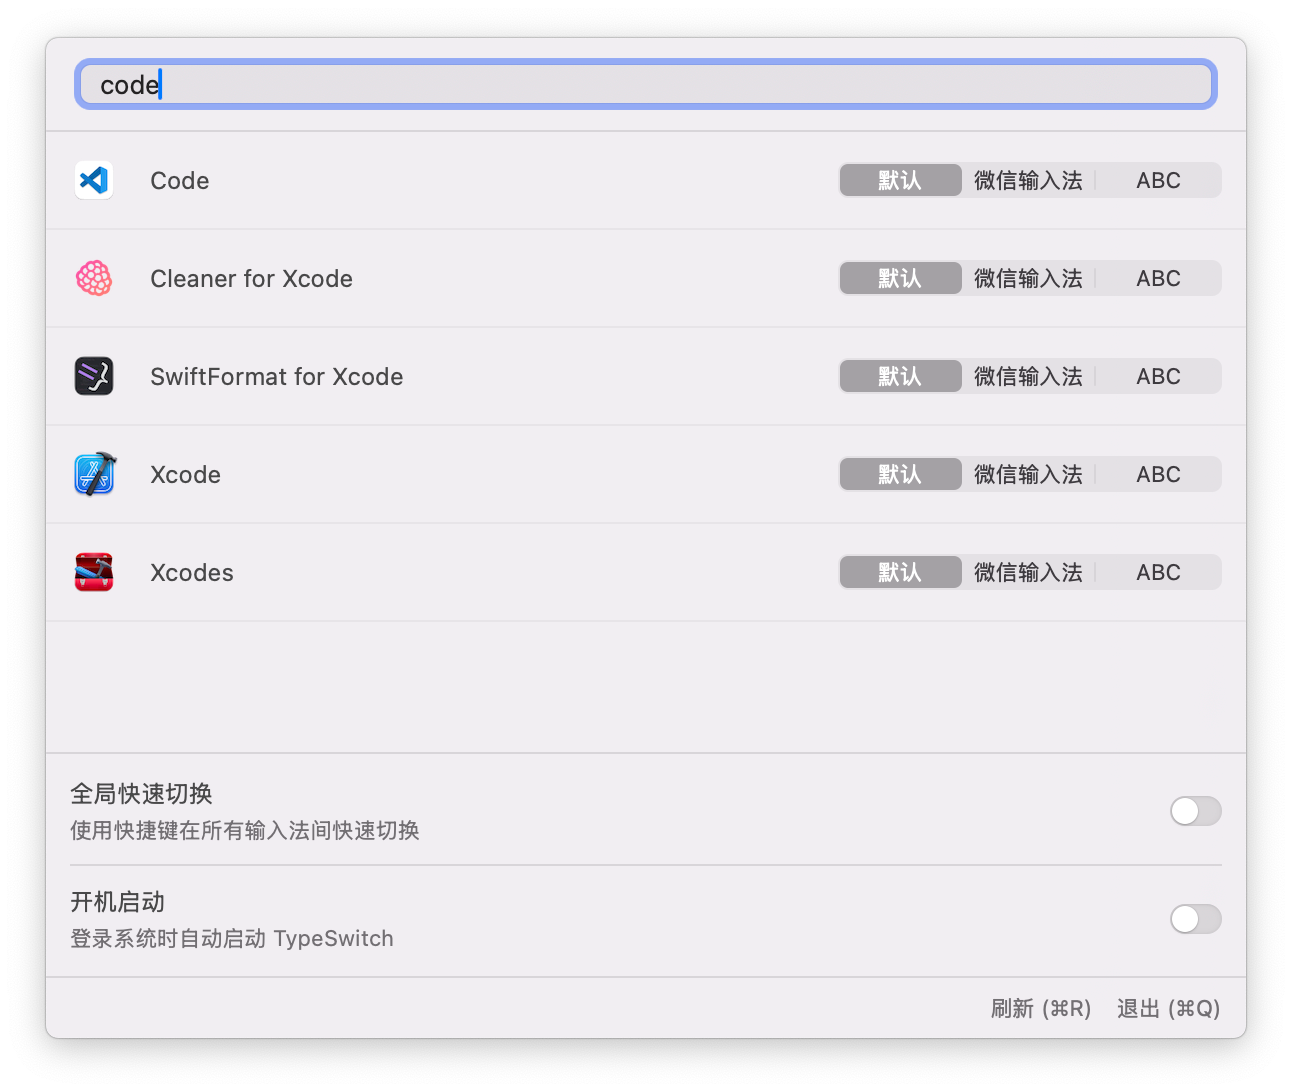 code
Code 默认 微信输入法 ABC
Cleaner for Xcode 默认 微信输入法 ABC
SwiftFormat for Xcode 默认 微信输入法 ABC
Xcode 默认 微信输入法 ABC
Xcodes 默认 微信输入法 ABC
全局快速切换
使用快捷键在所有输入法间快速切换
开机启动
登录系统时自动启动 TypeSwitch
刷新 (⌘R) 退出 (⌘Q)